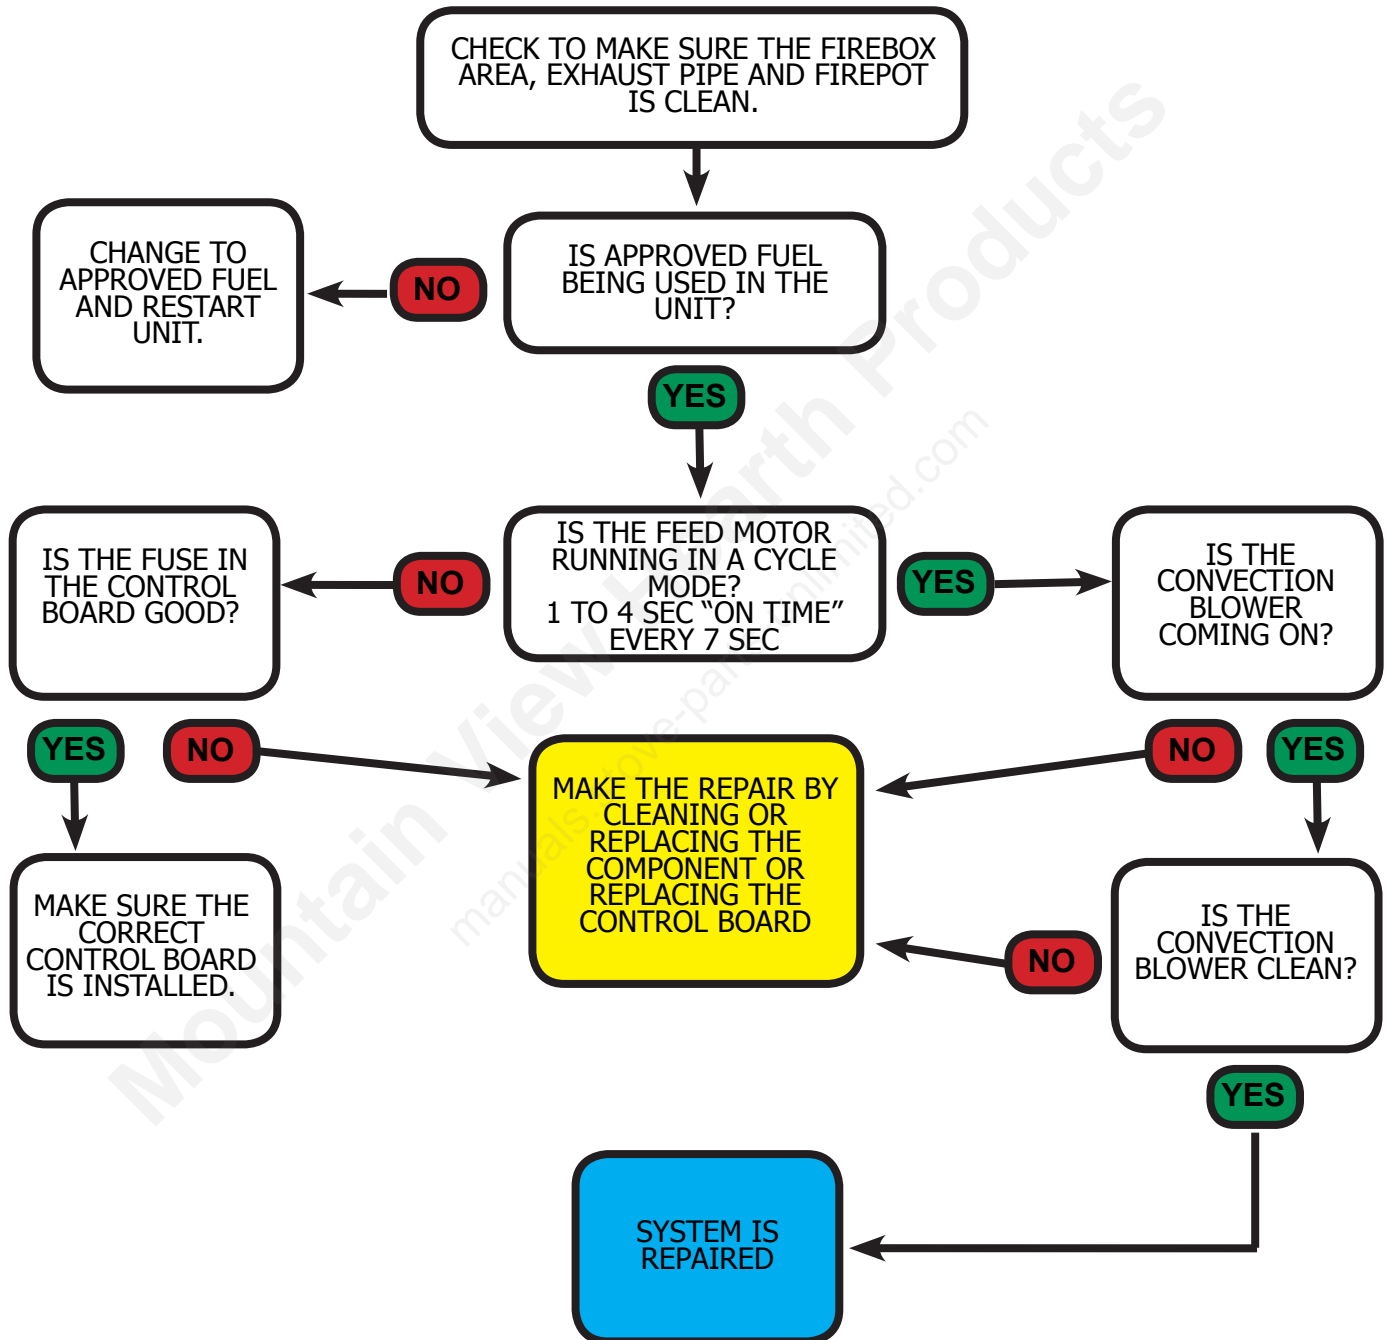 CHECK TO MAKE SURE THE FIREBOX
AREA, EXHAUST PIPE AND FIREPOT
IS CLEAN.
CHANGE TO
APPROVED FUEL
AND RESTART
UNIT.
NO
IS APPROVED FUEL
BEING USED IN THE
UNIT?
YES
IS THE FUSE IN
THE CONTROL
BOARD GOOD?
NO
IS THE FEED MOTOR
RUNNING IN A CYCLE
MODE?
1 TO 4 SEC “ON TIME”
EVERY 7 SEC
YES
IS THE
CONVECTION
BLOWER
COMING ON?
YES
NO
NO
YES
MAKE THE REPAIR BY
CLEANING OR
REPLACING THE
COMPONENT OR
REPLACING THE
CONTROL BOARD
MAKE SURE THE
CORRECT
CONTROL BOARD
IS INSTALLED.
NO
IS THE
CONVECTION
BLOWER CLEAN?
YES
SYSTEM IS
REPAIRED
Mountain View Hearth Products
manuals.stove-parts-unlimited.com